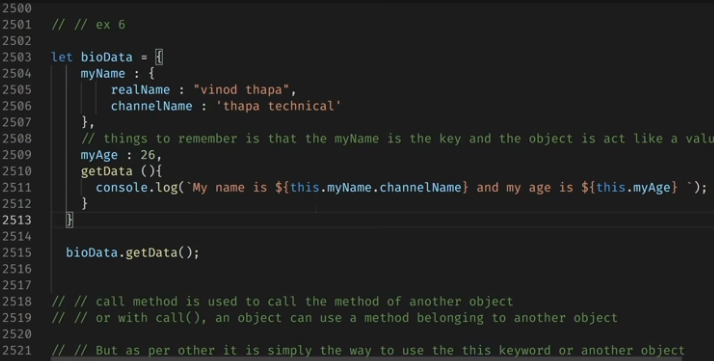 2500
2501 // // ex 6
2502
2503 let bioData = {
2504 myName : {
2505 realName : "vinod thapa",
2506 channelName : 'thapa technical'
2507 },
2508 // things to remember is that the myName is the key and the object is act like a valu
2509 myAge : 26,
2510 getData (){
2511 console.log(`My name is ${this.myName.channelName} and my age is ${this.myAge} `);
2512 }
2513 }
2514
2515 bioData.getData();
2516
2517
2518 // // call method is used to call the method of another object
2519 // // or with call(), an object can use a method belonging to another object
2520
2521 // // But as per other it is simply the way to use the this keyword or another object